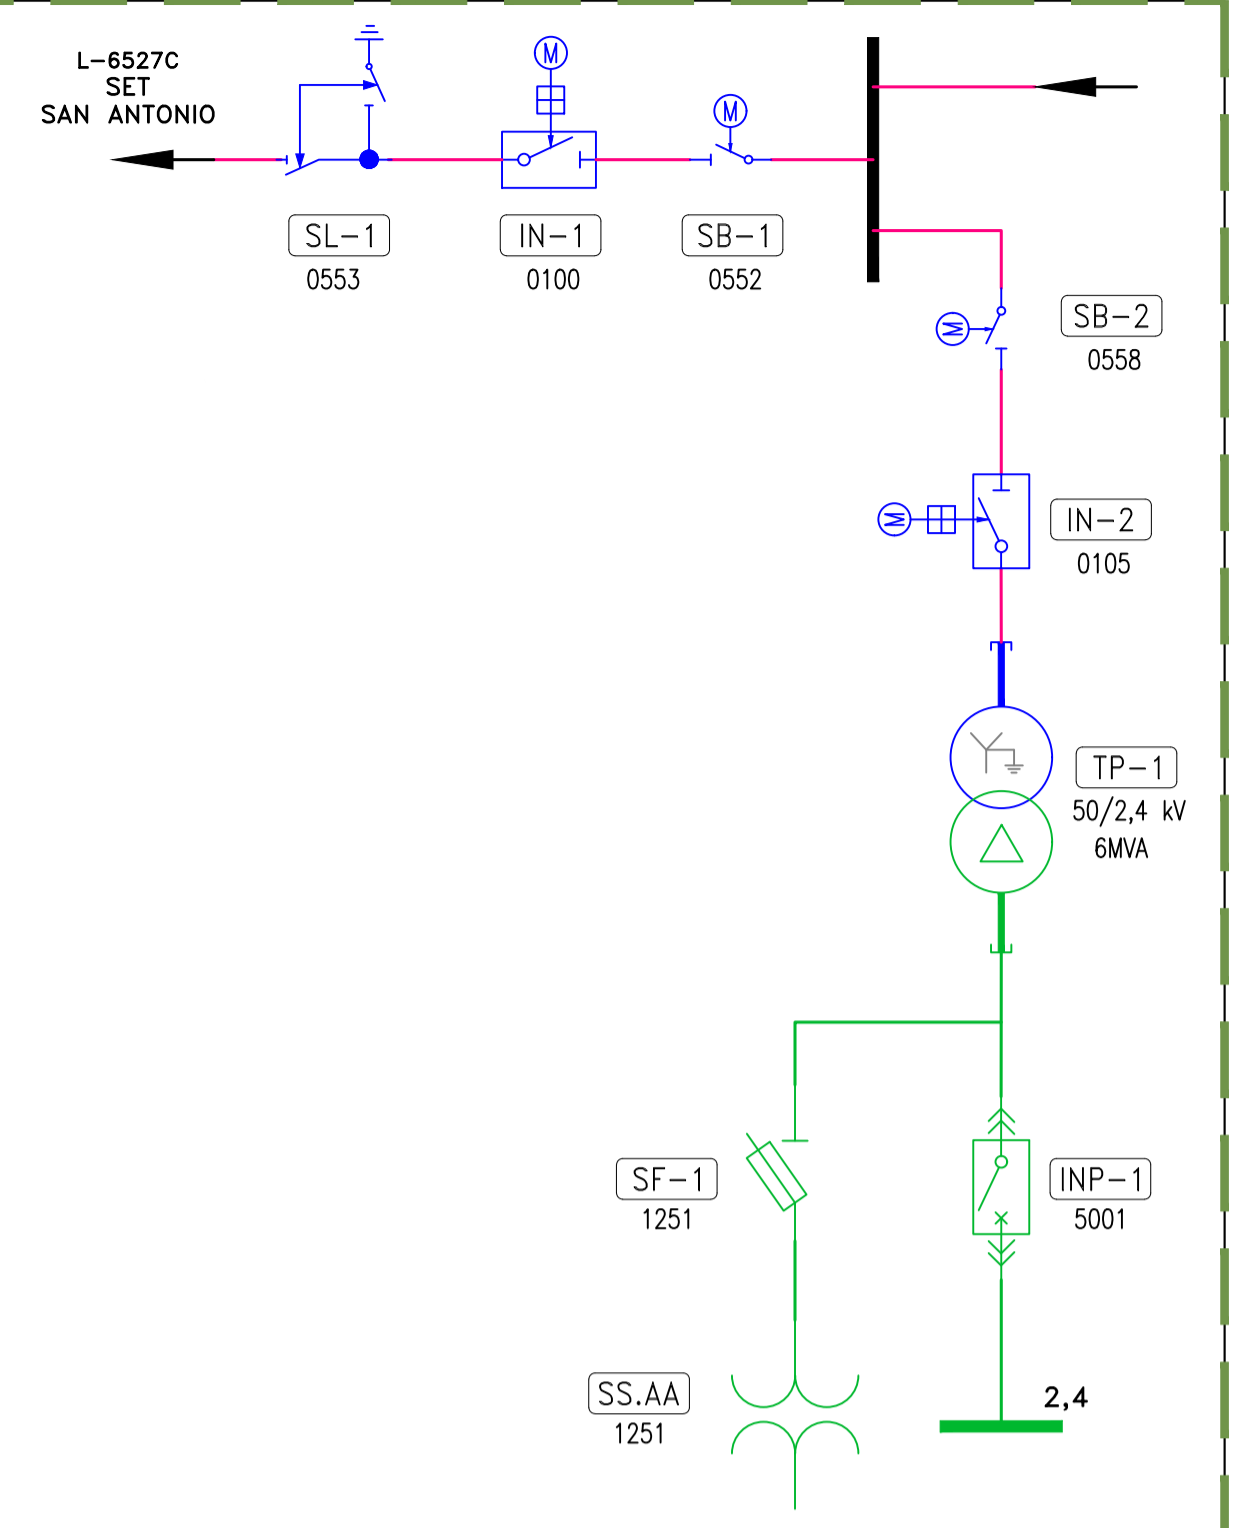 L-6527C
SET
SAN ANTONIO
M
M
SL-1
0553
IN-1
0100
SB-1
0552
M
SB-2
0558
M
IN-2
0105
TP-1
50/2,4 kV
6MVA
SF-1
1251
INP-1
5001
SS.AA
1251
2,4